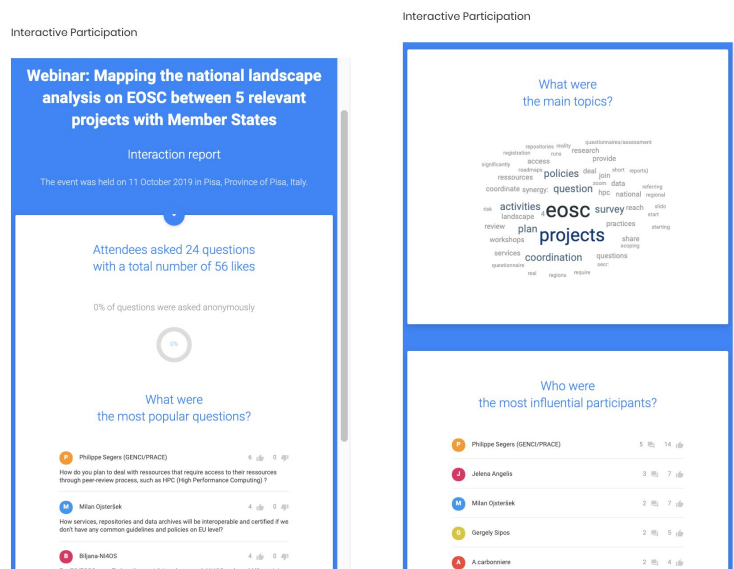 Interactive Participation
Webinar: Mapping the national landscape
analysis on EOSC between 5 relevant
projects with Member States
Interaction report
The event was held on 11 October 2019 in Pisa, Province of Pisa, Italy.
Attendees asked 24 questions
with a total number of 56 likes
0% of questions were asked anonymously
0%
What were
the most popular questions?
P Philippe Segers (GENCI/PRACE) 6 0
How do you plan to deal with ressources that require access to their ressources
through peer-review process, such as HPC (High Performance Computing) ?
M Milan Ojsteršek 4 0
How services, repositories and data archives will be interoperable and certified if we
don't have any common guidelines and policies on EU level?
B Biljana-NI4OS 4 0
Interactive Participation
What were
the main topics?
questionnaires/assessment
repositories reality
registration runs research
significantly access provide
roadmaps policies deal short reports)
ressources join
zoom data
coordinate synergy: question hpc referring
national regional
risk activities 4 eosc survey reach slido
landscape start
review plan projects practices starting
workshops share
scoping
services coordination questions
questionnaire
real regions require
Who were
the most influential participants?
P Philippe Segers (GENCI/PRACE) 5 14
J Jelena Angelis 3 7
M Milan Ojsteršek 2 7
G Gergely Sipos 2 5
A A.carbonniere 2 4